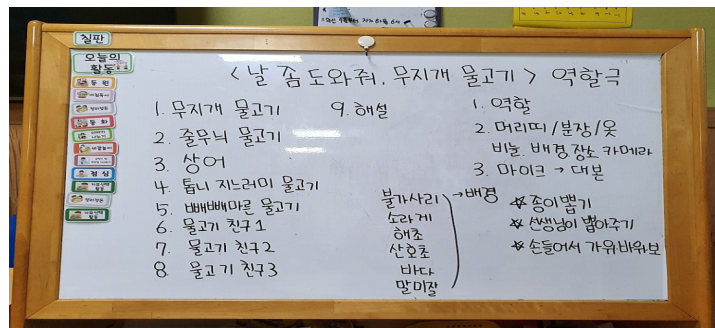 칠판
오늘의
활동
등원
동화
점심
<날 좀 도와줘, 무지개 물고기> 역할극
1. 무지개 물고기
2. 줄무늬 물고기
3. 상어
4. 톱니 지느러미 물고기
5. 빼빼마른 물고기
6. 물고기 친구1
7. 물고기 친구2
8. 물고기 친구3
9. 해설
불가사리 →배경
소라게
해초
산호초
바다
말미잘
1. 역할
2. 머리띠/분장/옷
비늘. 배경.장소 카메라
3. 마이크 → 대본
☆ 종이뽑기
☆ 선생님이 뽑아주기
☆ 손들어서 가위바위보